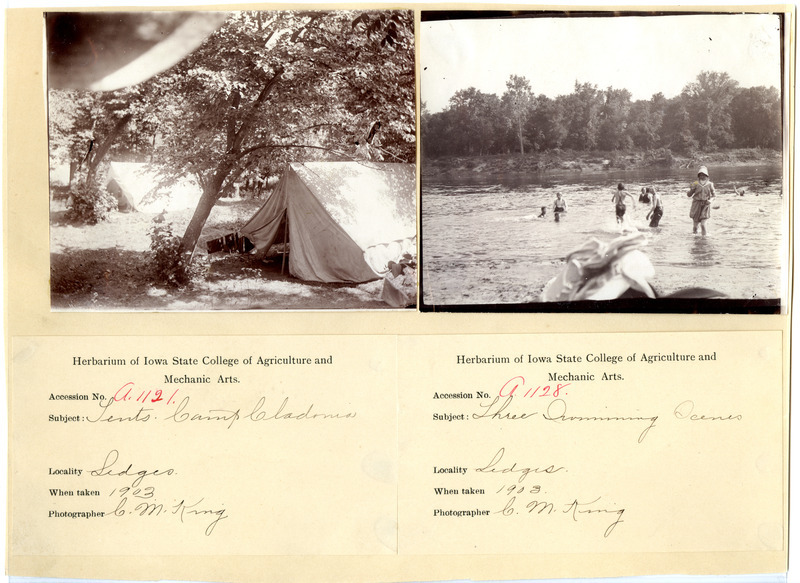 Herbarium of Iowa State College of Agriculture and
Mechanic Arts.
Accession No. A. 1121.
Subject: Tents. Camp Cladonia
Locality Ledges.
When taken 1903
Photographer C. M. King
Herbarium of Iowa State College of Agriculture and
Mechanic Arts.
Accession No. A 1128.
Subject: Three Swimming Scenes
Locality Ledges.
When taken 1903.
Photographer C. M. King